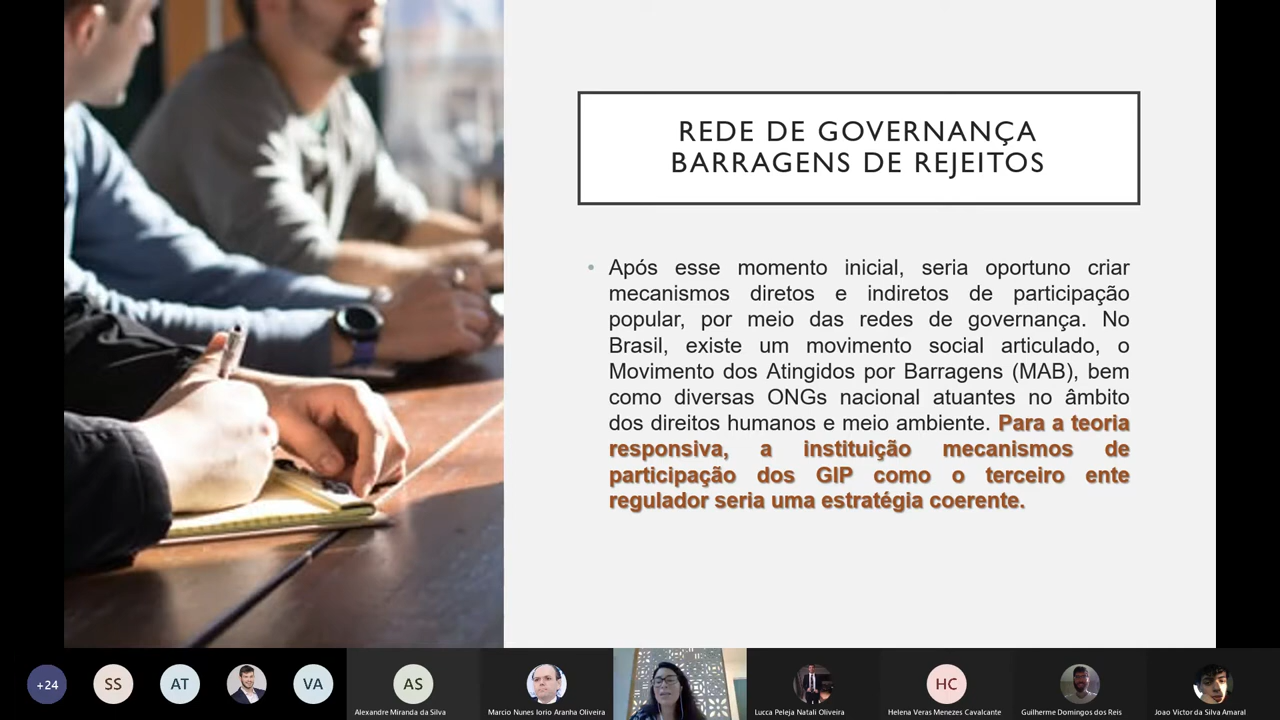 REDE DE GOVERNANÇA
BARRAGENS DE REJEITOS
• Após esse momento inicial, seria oportuno criar
mecanismos diretos e indiretos de participação
popular, por meio das redes de governança. No
Brasil, existe um movimento social articulado, o
Movimento dos Atingidos por Barragens (MAB), bem
como diversas ONGs nacional atuantes no âmbito
dos direitos humanos e meio ambiente. Para a teoria
responsiva, a instituição mecanismos de
participação dos GIP como o terceiro ente
regulador seria uma estratégia coerente.
+24
SS
AT
VA
AS
HC
Alexandre Miranda da Silva
Marcio Nunes Iorio Aranha Oliveira
Lucca Peleja Natali Oliveira
Helena Veras Menezes Cavalcante
Guilherme Domingos dos Reis
Joao Victor da Silva Amaral